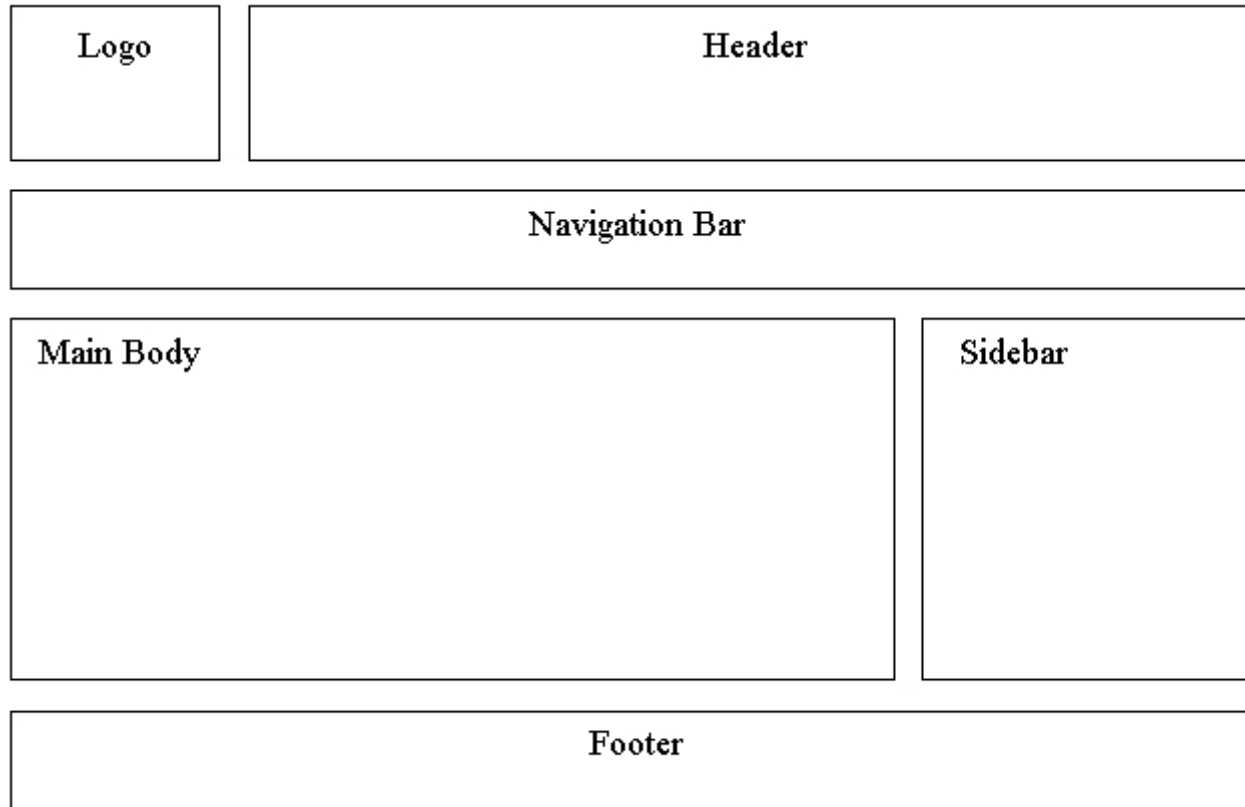 Logo
Header
Navigation Bar
Main Body
Sidebar
Footer